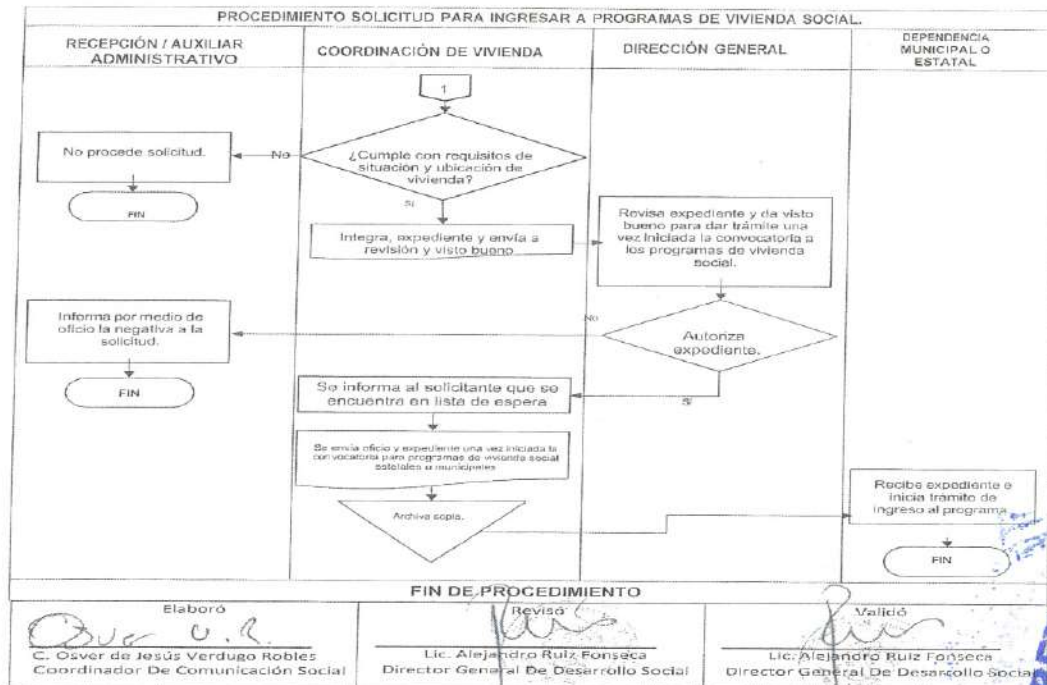 PROCEDIMIENTO SOLICITUD PARA INGRESAR A PROGRAMAS DE VIVIENDA SOCIAL.
RECEPCIÓN / AUXILIAR
ADMINISTRATIVO
COORDINACIÓN DE VIVIENDA
DIRECCIÓN GENERAL
DEPENDENCIA
MUNICIPAL O
ESTATAL
1
¿Cumple con requisitos de
situación y ubicación de
vivienda?
No
No procede solicitud.
FIN
Si
Integra, expediente y envía a
revisión y visto bueno
Revisa expediente y da visto
bueno para dar trámite una
vez iniciada la convocatoria a
los programas de vivienda
social.
Autoriza
expediente.
No
Informa por medio de
oficio la negativa a la
solicitud.
FIN
Si
Se informa al solicitante que se
encuentra en lista de espera
Se envía oficio y expediente una vez iniciada la
convocatoria para programas de vivienda social
estatales o municipales
Archiva copia.
Recibe expediente e
inicia trámite de
ingreso al programa
FIN
FIN DE PROCEDIMIENTO
Elaboró
Osver V. R.
C. Osver de Jesús Verdugo Robles
Coordinador De Comunicación Social
Revisó
Lic. Alejandro Ruiz Fonseca
Director General De Desarrollo Social
Validó
Lic. Alejandro Ruiz Fonseca
Director General De Desarrollo Social